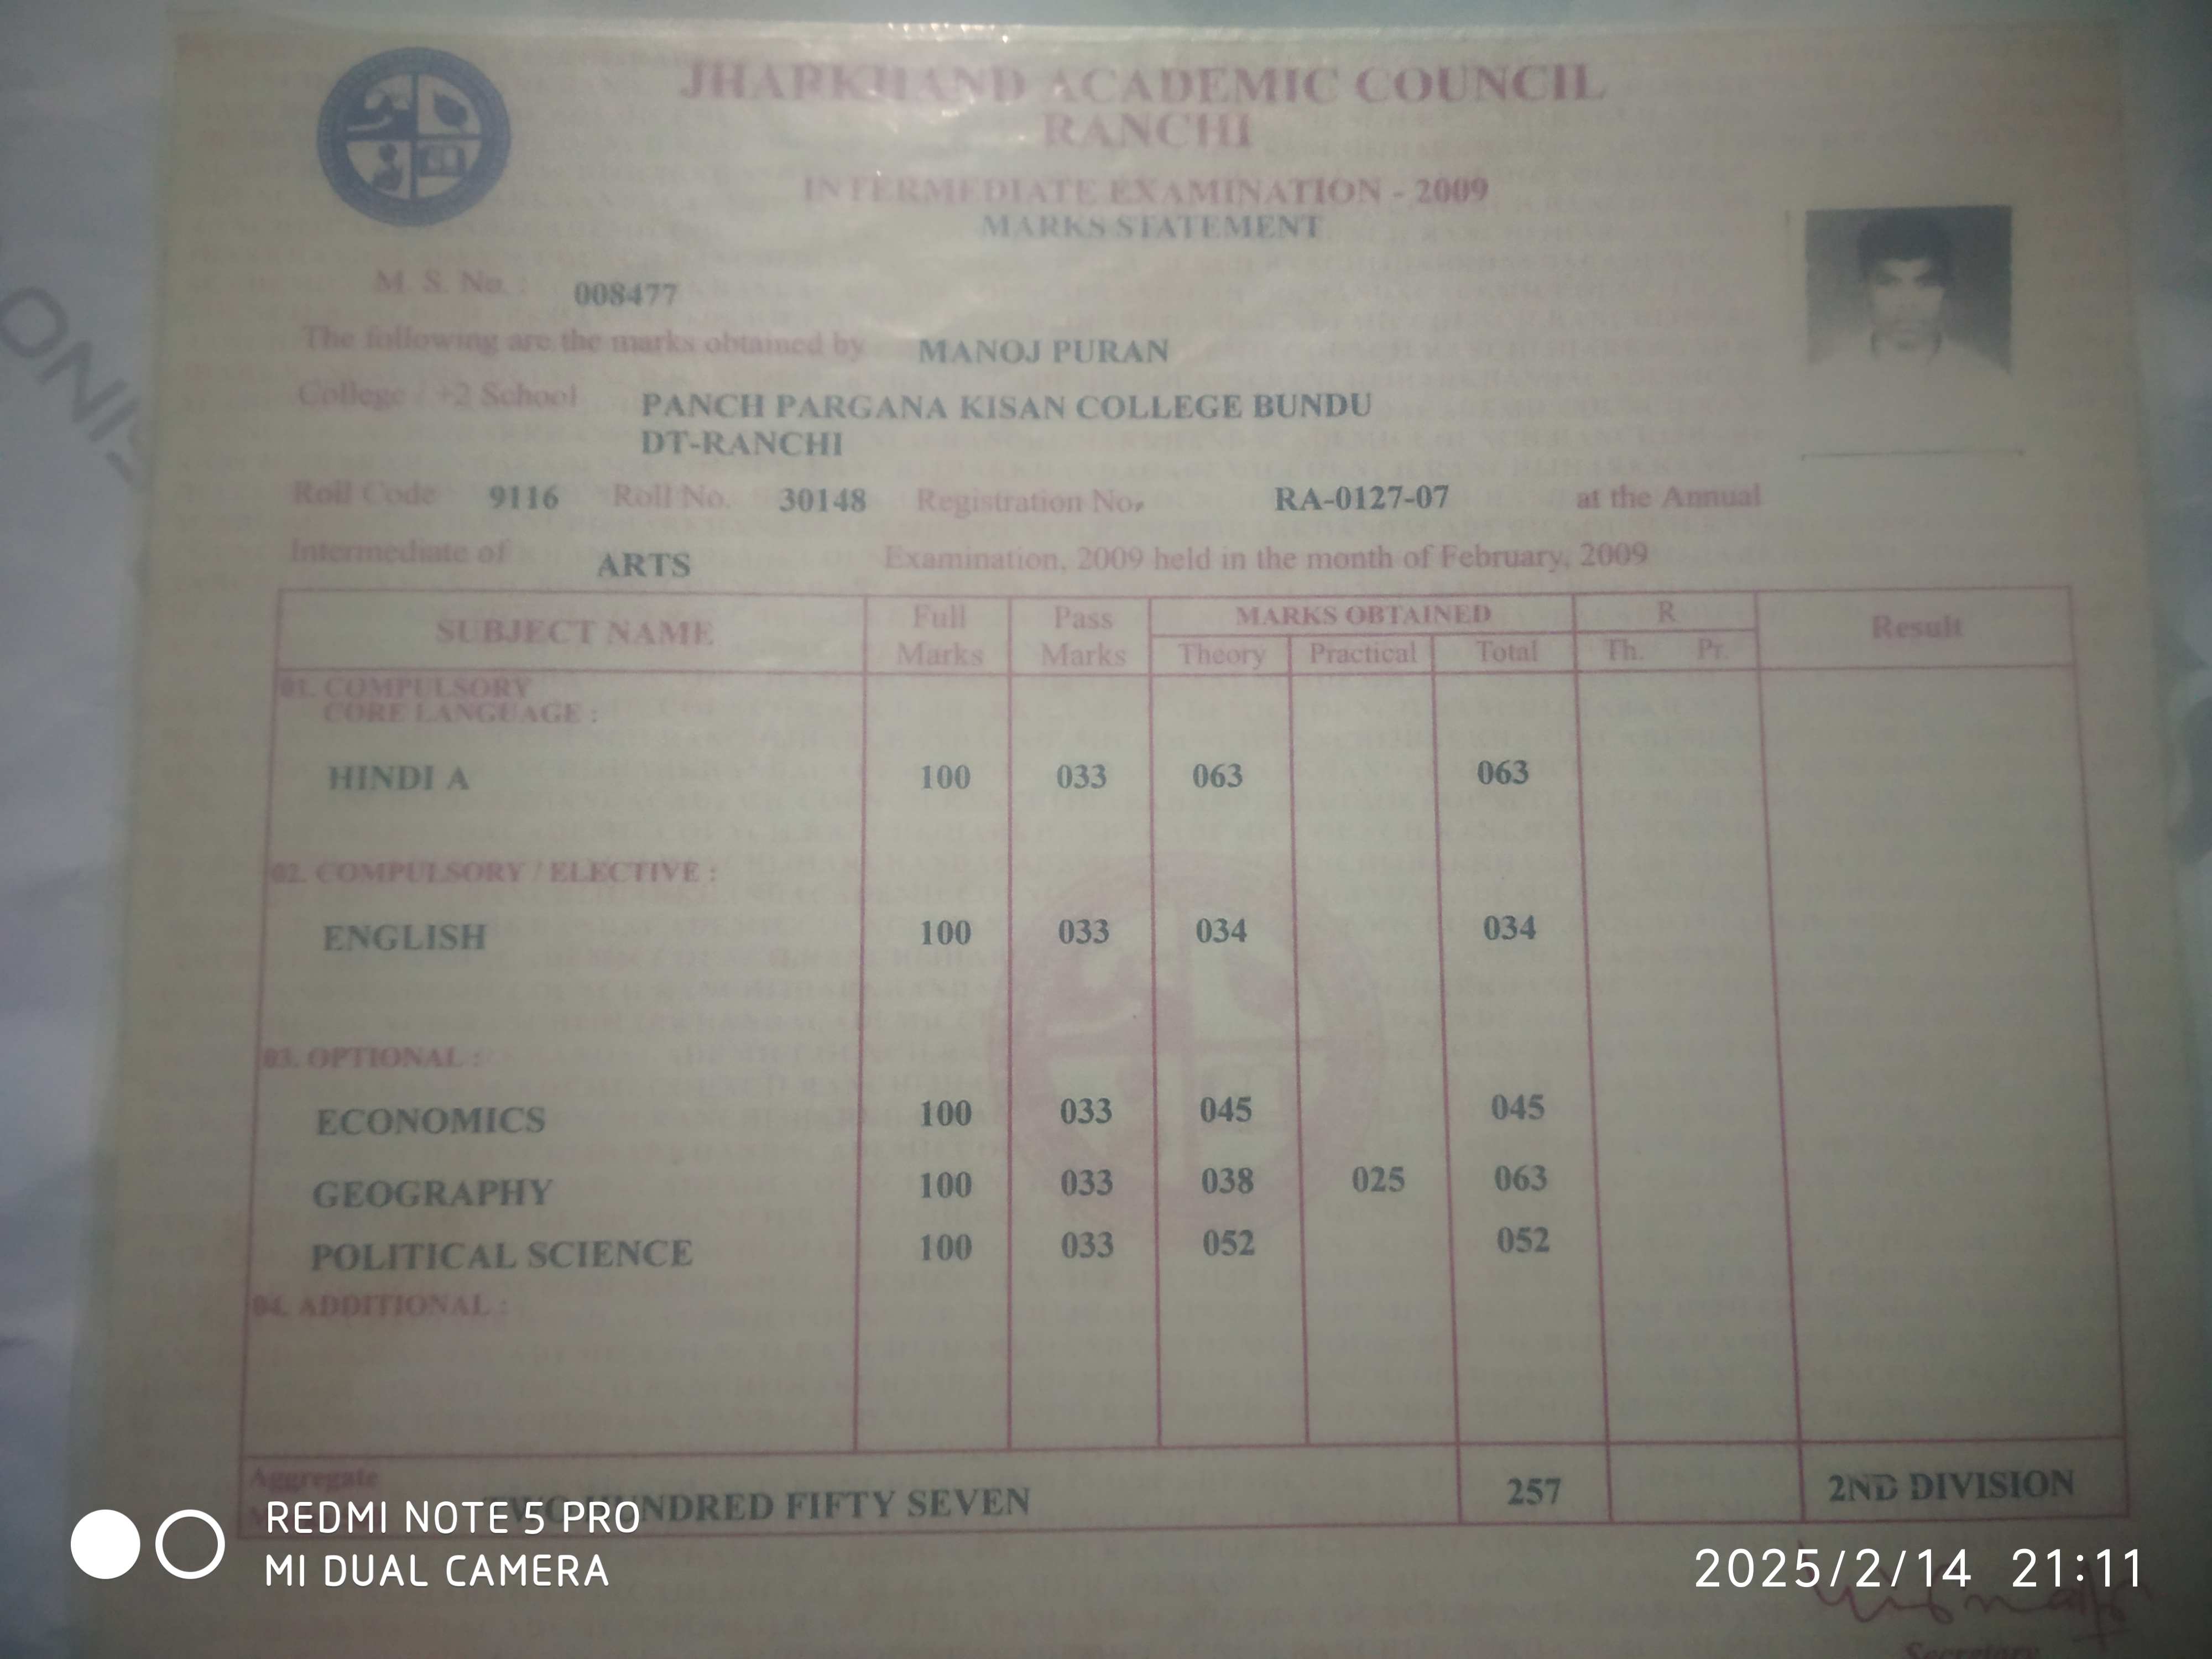 JHARKHAND ACADEMIC COUNCIL
RANCHI
INTERMEDIATE EXAMINATION - 2009
MARKS STATEMENT
M. S. No. : 008477
The following are the marks obtained by MANOJ PURAN
College / +2 School PANCH PARGANA KISAN COLLEGE BUNDU
DT-RANCHI
Roll Code 9116 Roll No. 30148 Registration No. RA-0127-07 at the Annual
Intermediate of ARTS Examination, 2009 held in the month of February, 2009
SUBJECT NAME Full Marks Pass Marks MARKS OBTAINED R Result
Theory Practical Total Th. Pr.
01. COMPULSORY
CORE LANGUAGE :
HINDI A 100 033 063 063
02. COMPULSORY / ELECTIVE :
ENGLISH 100 033 034 034
03. OPTIONAL :
ECONOMICS 100 033 045 045
GEOGRAPHY 100 033 038 025 063
POLITICAL SCIENCE 100 033 052 052
04. ADDITIONAL :
Aggregate
TWO HUNDRED FIFTY SEVEN 257 2ND DIVISION
REDMI NOTE 5 PRO
MI DUAL CAMERA
2025/2/14 21:11
Secretary